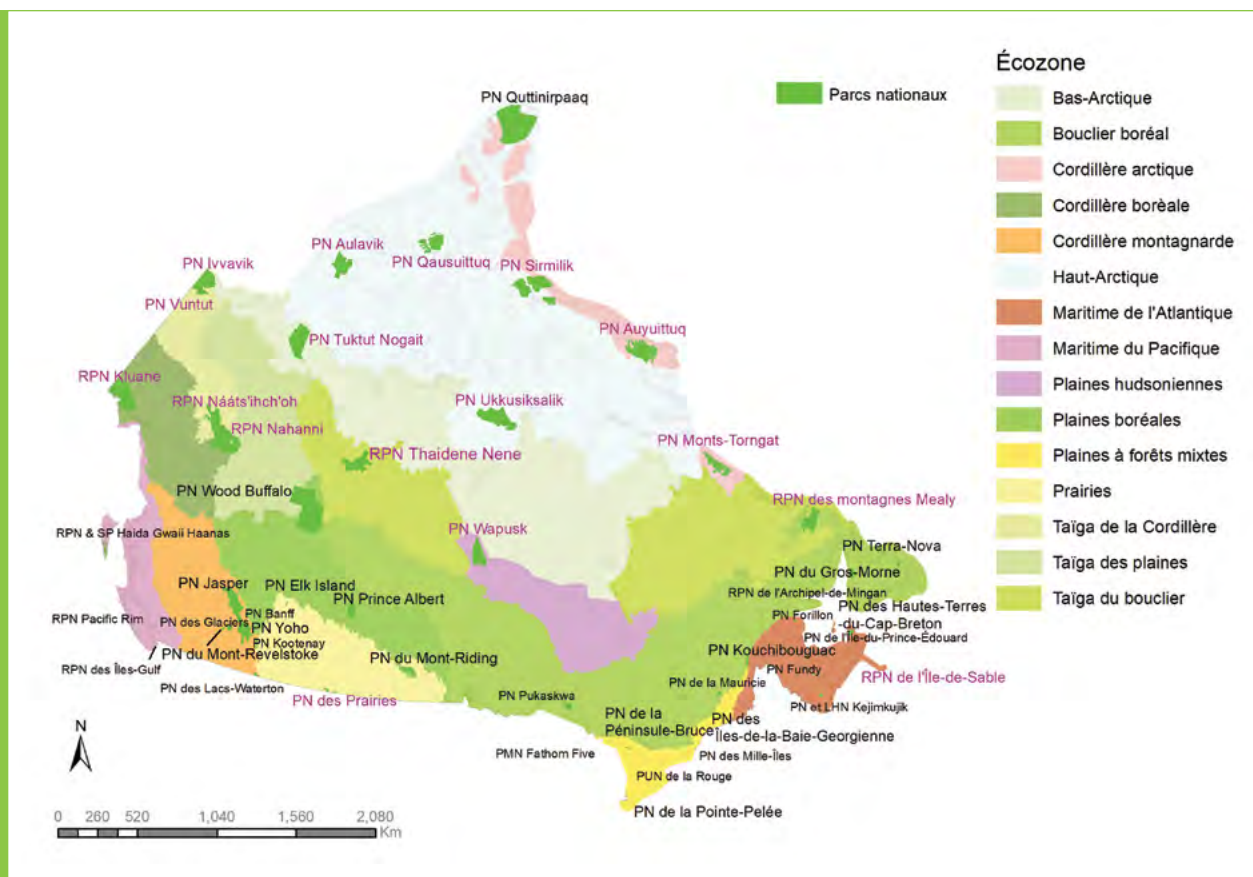 Écozone
Parcs nationaux
Bas-Arctique
Bouclier boréal
Cordillère arctique
Cordillère borèale
Cordillère montagnarde
Haut-Arctique
Maritime de l'Atlantique
Maritime du Pacifique
Plaines hudsoniennes
Plaines boréales
Plaines à forêts mixtes
Prairies
Taïga de la Cordillère
Taïga des plaines
Taïga du bouclier
PN Quttinirpaaq
PN Aulavik
PN Qausuittuq
PN Ivvavik
PN Sirmilik
PN Vuntut
PN Tuktut Nogait
PN Auyuittuq
RPN Kluane
RPN Nááts'ihch'oh
RPN Nahanni
PN Ukkusiksalik
RPN Thaidene Nene
PN Monts-Torngat
PN Wood Buffalo
RPN des montagnes Mealy
RPN & SP Haida Gwaii Haanas
PN Wapusk
PN Terra-Nova
PN Jasper
PN Elk Island
PN du Gros-Morne
PN Prince Albert
RPN de l'Archipel-de-Mingan
PN Banff
PN des Hautes-Terres
-du-Cap-Breton
RPN Pacific Rim
PN des Glaciers
PN Yoho
PN Forillon
PN de l'Île-du-Prince-Édouard
PN Kootenay
PN du Mont-Revelstoke
PN du Mont-Riding
PN Kouchibouguac
RPN des Îles-Gulf
PN Fundy
RPN de l'Île-de-Sable
PN des Lacs-Waterton
PN des Prairies
PN Pukaskwa
PN de la Mauricie
PN et LHN Kejimkujik
PN de la
Péninsule-Bruce
PN des
Îles-de-la-Baie-Georgienne
PMN Fathom Five
PN des Mille-Îles
PUN de la Rouge
PN de la Pointe-Pelée
N
0 260 520 1,040 1,560 2,080
Km